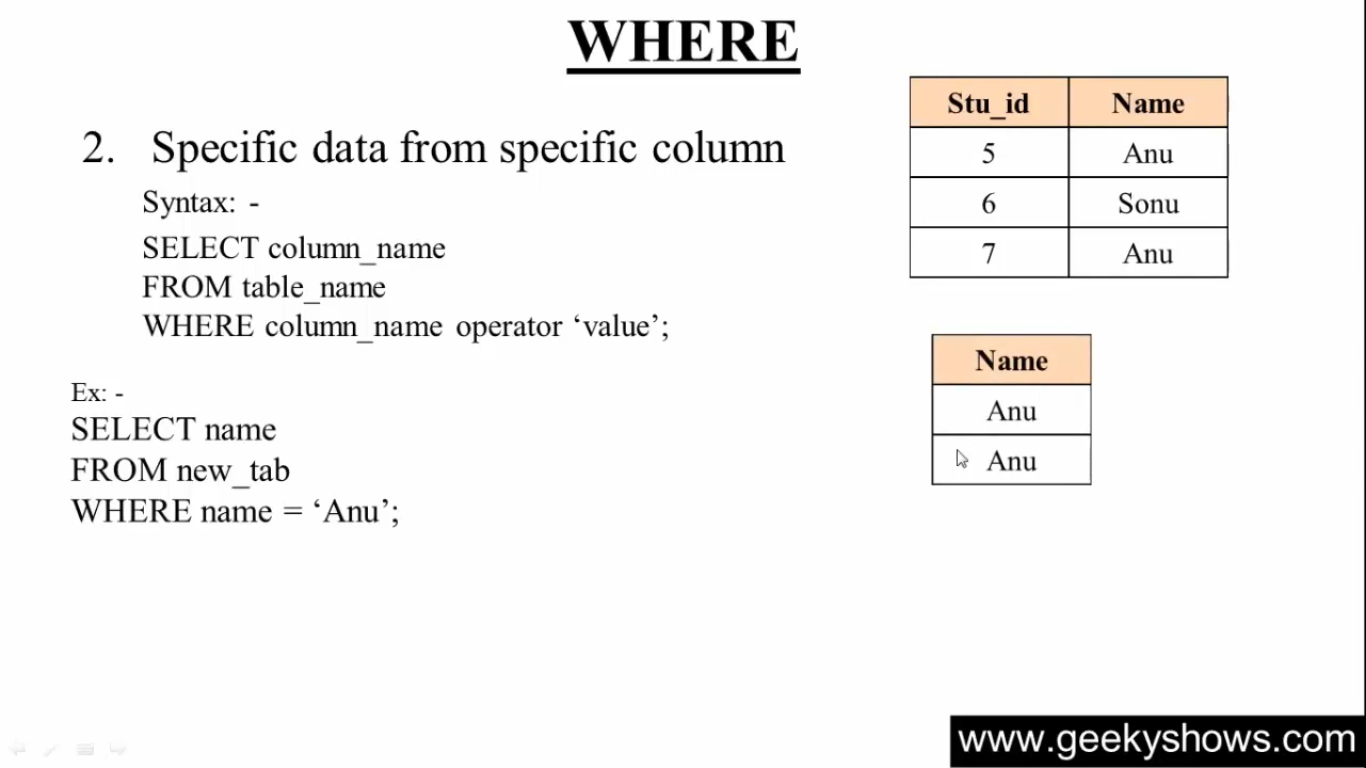 WHERE
2. Specific data from specific column
Syntax: -
SELECT column_name
FROM table_name
WHERE column_name operator ‘value’;
Ex: -
SELECT name
FROM new_tab
WHERE name = ‘Anu’;
Stu_id Name
5 Anu
6 Sonu
7 Anu
Name
Anu
Anu
www.geekyshows.com